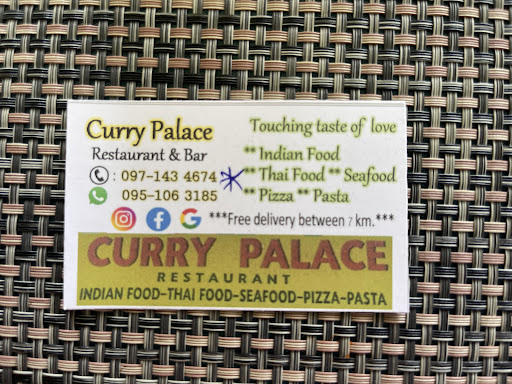 Curry Palace
Restaurant & Bar
: 097-143 4674
095-106 3185
Touching taste of love
** Indian Food
** Thai Food ** Seafood
** Pizza ** Pasta
***Free delivery between 7 km.***
CURRY PALACE
RESTAURANT
INDIAN FOOD-THAI FOOD-SEAFOOD-PIZZA-PASTA